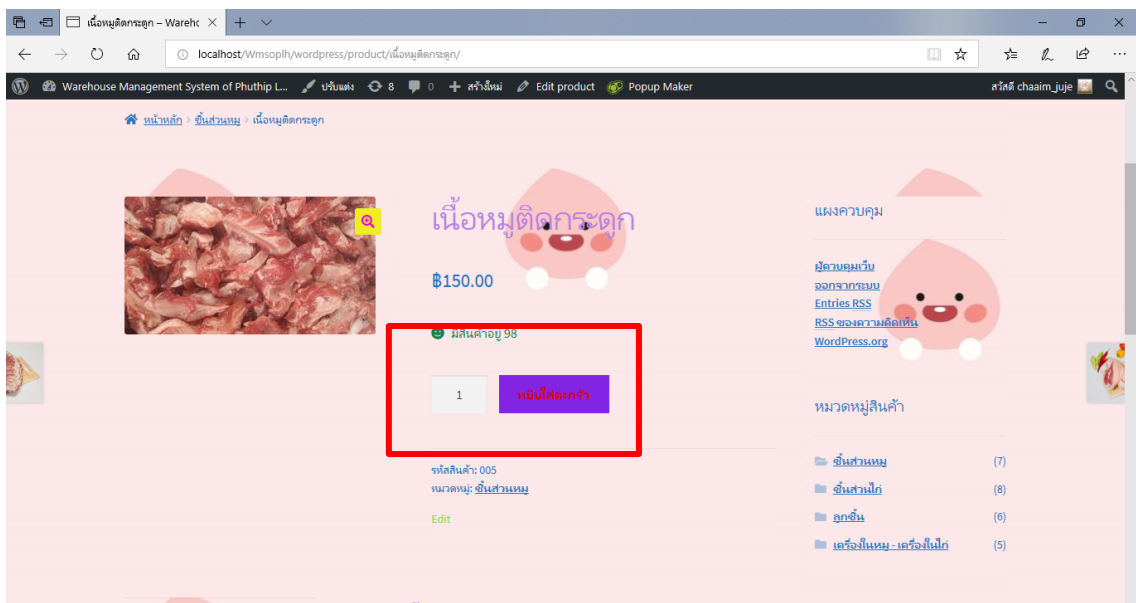 เนื้อหมูติดกระดูก – Warehc
localhost/Wmsoplh/wordpress/product/เนื้อหมูติดกระดูก/
Warehouse Management System of Phuthip L... ปรับแต่ง 8 0 สร้างใหม่ Edit product Popup Maker สวัสดี chaaim_juje
หน้าหลัก › ชิ้นส่วนหมู › เนื้อหมูติดกระดูก
เนื้อหมูติดกระดูก
฿150.00
มีสินค้าอยู่ 98
1 หยิบใส่ตะกร้า
รหัสสินค้า: 005
หมวดหมู่: ชิ้นส่วนหมู
Edit
แผงควบคุม
ผู้ควบคุมเว็บ
ออกจากระบบ
Entries RSS
RSS ของความคิดเห็น
WordPress.org
หมวดหมู่สินค้า
ชิ้นส่วนหมู (7)
ชิ้นส่วนไก่ (8)
ลูกชิ้น (6)
เครื่องในหมู - เครื่องในไก่ (5)